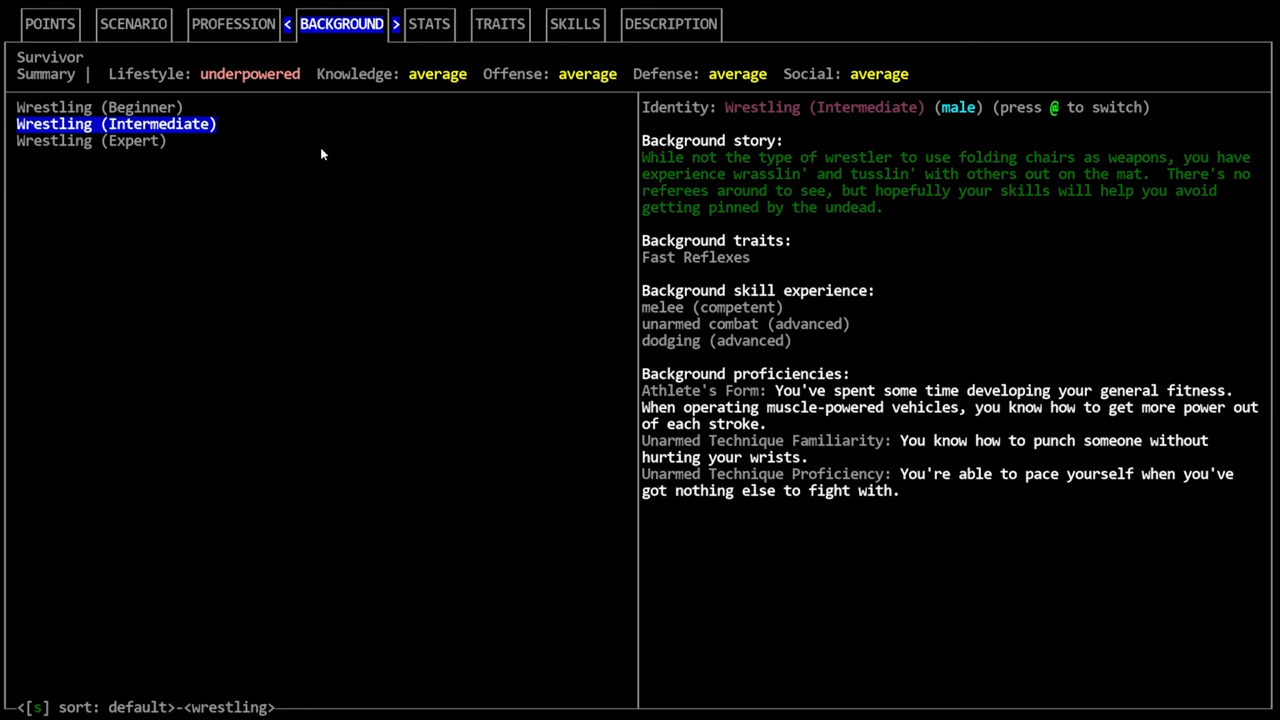 POINTS SCENARIO PROFESSION < BACKGROUND > STATS TRAITS SKILLS DESCRIPTION
Survivor
Summary | Lifestyle: underpowered Knowledge: average Offense: average Defense: average Social: average
Wrestling (Beginner)
Wrestling (Intermediate)
Wrestling (Expert)
Identity: Wrestling (Intermediate) (male) (press @ to switch)
Background story:
While not the type of wrestler to use folding chairs as weapons, you have
experience wrasslin' and tusslin' with others out on the mat. There's no
referees around to see, but hopefully your skills will help you avoid
getting pinned by the undead.
Background traits:
Fast Reflexes
Background skill experience:
melee (competent)
unarmed combat (advanced)
dodging (advanced)
Background proficiencies:
Athlete's Form: You've spent some time developing your general fitness.
When operating muscle-powered vehicles, you know how to get more power out
of each stroke.
Unarmed Technique Familiarity: You know how to punch someone without
hurting your wrists.
Unarmed Technique Proficiency: You're able to pace yourself when you've
got nothing else to fight with.
<[s] sort: default>-<wrestling>